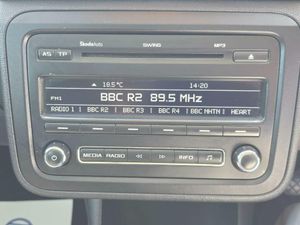 ŠkodaAuto SWING MP3
AS TP
18.5°C 14:20
FM1 BBC R2 89.5 MHz
RADIO 1 BBC R2 BBC R3 BBC R4 BBC NHTN HEART
MEDIA RADIO INFO